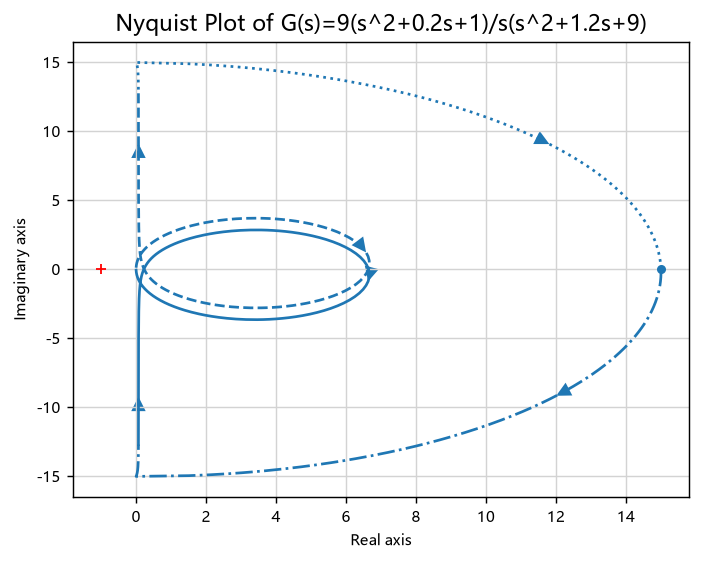 Nyquist Plot of G(s)=9(s^2+0.2s+1)/s(s^2+1.2s+9)
15
10
5
0
-5
-10
-15
Imaginary axis
0 2 4 6 8 10 12 14
Real axis